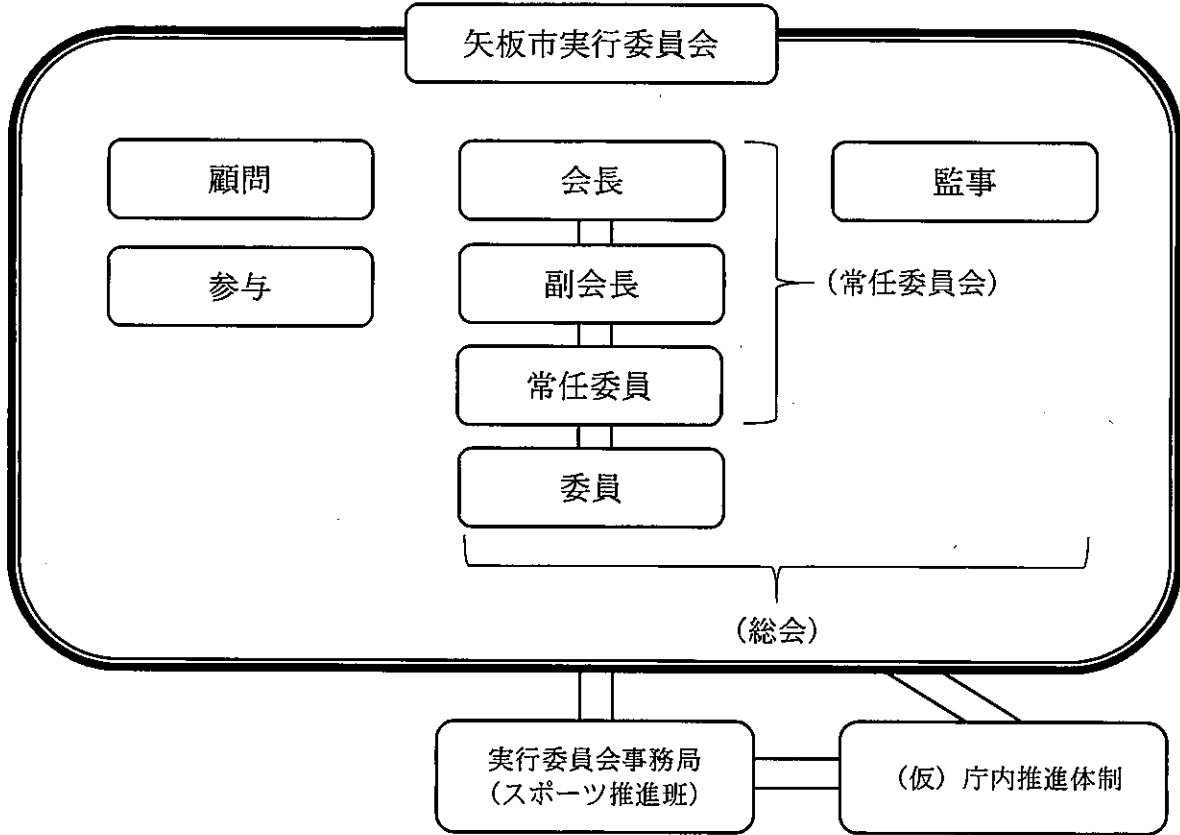 矢板市実行委員会
顧問
会長
監事
参与
副会長
(常任委員会)
常任委員
委員
(総会)
実行委員会事務局
(スポーツ推進班)
(仮)庁内推進体制